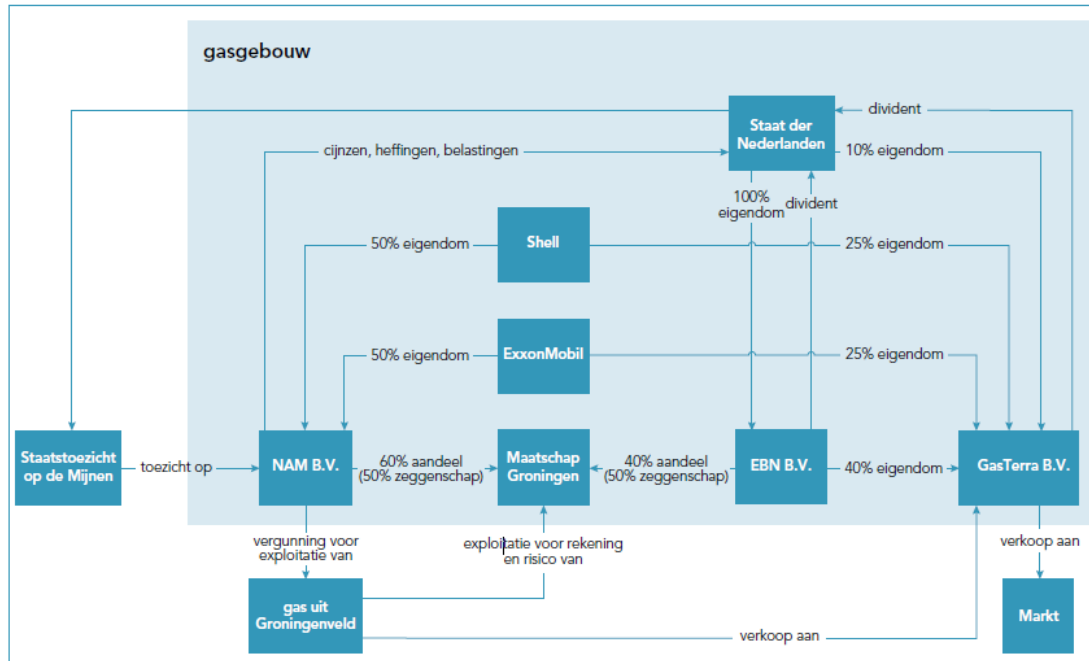 gasgebouw
Staat der
Nederlanden
divident
cijnzen, heffingen, belastingen
10% eigendom
100%
eigendom
divident
50% eigendom
Shell
25% eigendom
50% eigendom
ExxonMobil
25% eigendom
Staatstoezicht
op de Mijnen
toezicht op
NAM B.V.
60% aandeel
(50% zeggenschap)
Maatschap
Groningen
40% aandeel
(50% zeggenschap)
EBN B.V.
40% eigendom
GasTerra B.V.
vergunning voor
exploitatie van
exploitatie voor rekening
en risico van
verkoop aan
gas uit
Groningenveld
verkoop aan
Markt